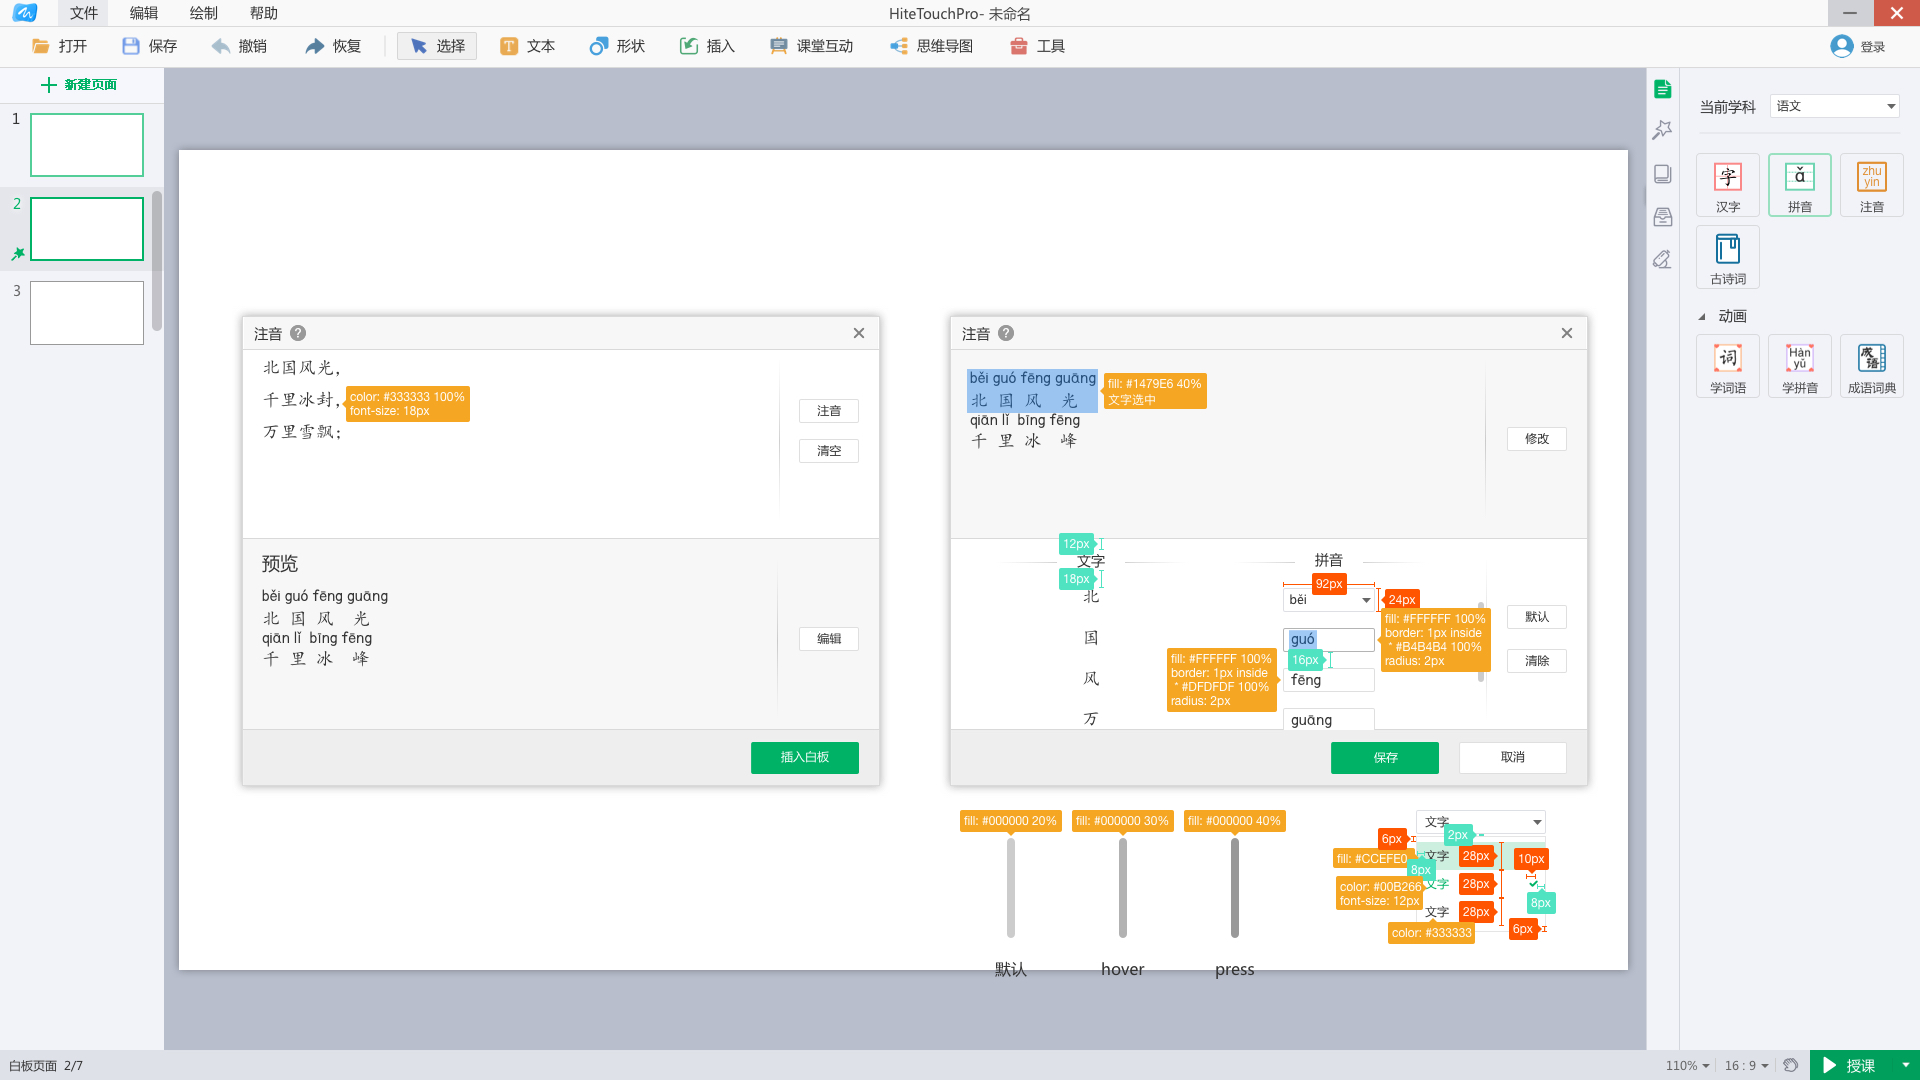 文件 编辑 绘制 帮助
HiteTouchPro- 未命名
打开 保存 撤销 恢复 选择 文本 形状 插入 课堂互动 思维导图 工具 登录
新建页面
1
2
3
当前学科 语文
字 汉字
ǎ 拼音
zhu yin 注音
古诗词
动画
词 学词语
Hàn yǔ 学拼音
成语 成语词典
注音 ?
北国风光，
千里冰封，
万里雪飘；
color: #333333 100%
font-size: 18px
注音
清空
预览
běi guó fēng guāng
北 国 风 光
qiān lǐ bīng fēng
千 里 冰 峰
编辑
插入白板
注音 ?
běi guó fēng guāng
北 国 风 光
qiān lǐ bīng fēng
千 里 冰 峰
fill: #1479E6 40%
文字选中
修改
12px
文字
18px
拼音
92px
北
běi
24px
fill: #FFFFFF 100%
border: 1px inside
* #B4B4B4 100%
radius: 2px
默认
国
guó
16px
清除
fill: #FFFFFF 100%
border: 1px inside
* #DFDFDF 100%
radius: 2px
风
fēng
万
guāng
保存
取消
fill: #000000 20%
fill: #000000 30%
fill: #000000 40%
默认
hover
press
文字
2px
6px
fill: #CCEFE0
文字
28px
10px
8px
color: #00B266
font-size: 12px
文字
28px
8px
文字
28px
6px
color: #333333
白板页面 2/7
110%
16 : 9
授课